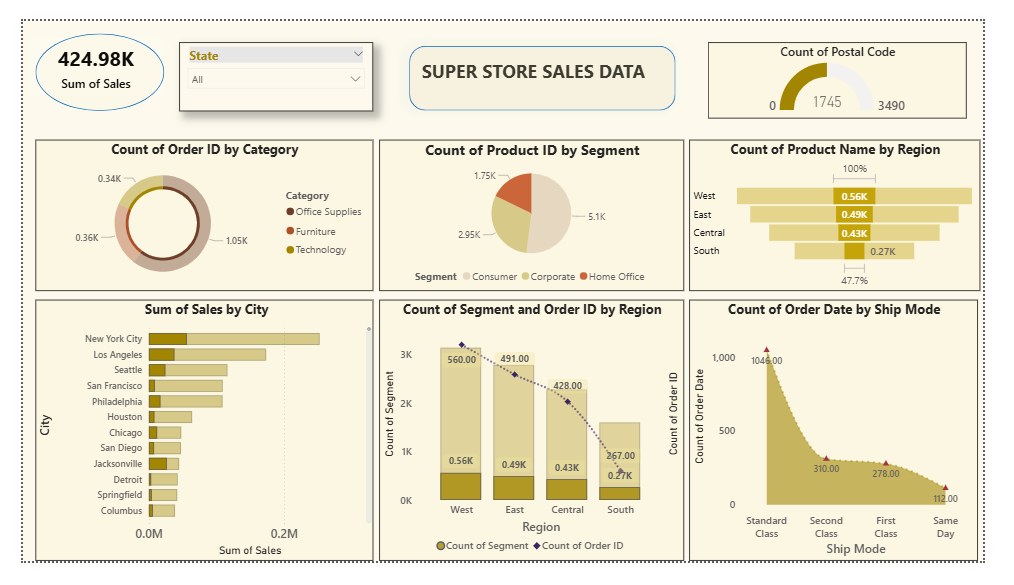 424.98K
Sum of Sales
State
All
SUPER STORE SALES DATA
Count of Postal Code
0
1745
3490
Count of Order ID by Category
0.34K
0.36K
1.05K
Category
Office Supplies
Furniture
Technology
Count of Product ID by Segment
1.75K
2.95K
5.1K
Segment
Consumer
Corporate
Home Office
Count of Product Name by Region
100%
West
0.56K
East
0.49K
Central
0.43K
South
0.27K
47.7%
Sum of Sales by City
City
New York City
Los Angeles
Seattle
San Francisco
Philadelphia
Houston
Chicago
San Diego
Jacksonville
Detroit
Springfield
Columbus
0.0M
0.2M
Sum of Sales
Count of Segment and Order ID by Region
Count of Segment
3K
2K
1K
0K
560.00
491.00
428.00
267.00
0.56K
0.49K
0.43K
0.27K
West
East
Central
South
Count of Order ID
Region
Count of Segment
Count of Order ID
Count of Order Date by Ship Mode
Count of Order Date
1,000
500
0
1046.00
310.00
278.00
112.00
Standard
Class
Second
Class
First
Class
Same
Day
Ship Mode